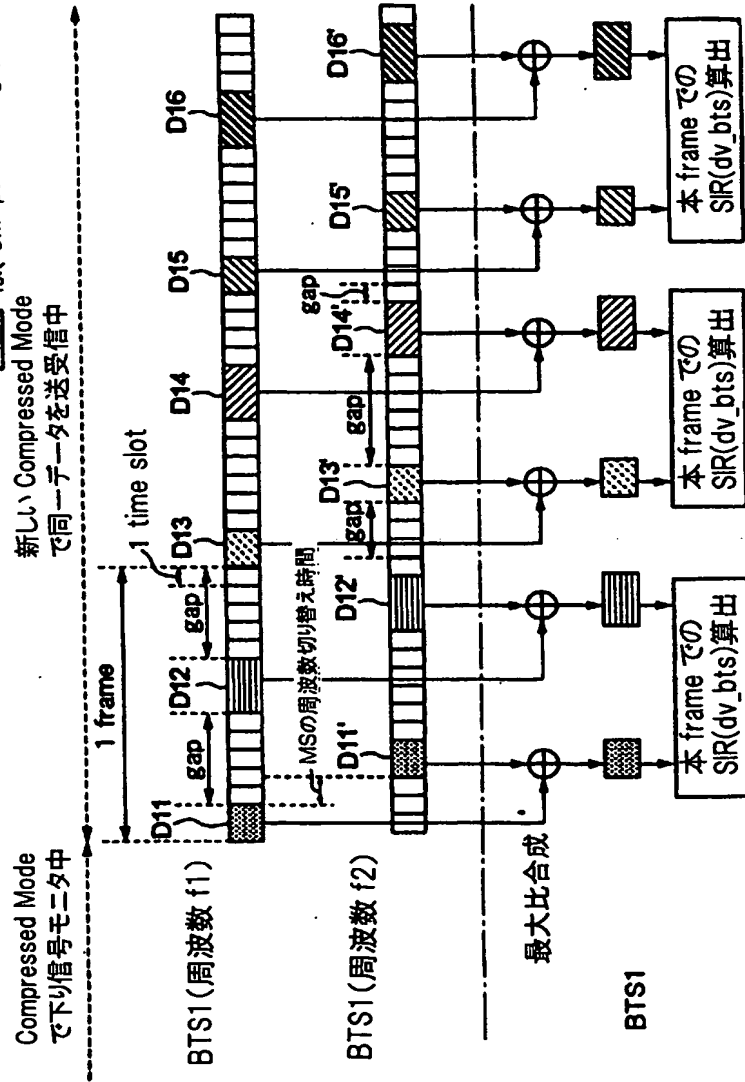 Compressed Mode
で下り信号モニタ中
新しい Compressed Mode
で同一データを送受信中
1 frame
1 time slot
BTS1(周波数 f1)
D11
gap
D12
gap
D13
D14
D15
D16
MSの周波数切り替え時間
BTS1(周波数 f2)
D11'
D12'
gap
D13'
gap
D14'
gap
D15'
D16'
最大比合成
BTS1
本 frame での
SIR(dv_bts)算出
本 frame での
SIR(dv_bts)算出
本 frame での
SIR(dv_bts)算出